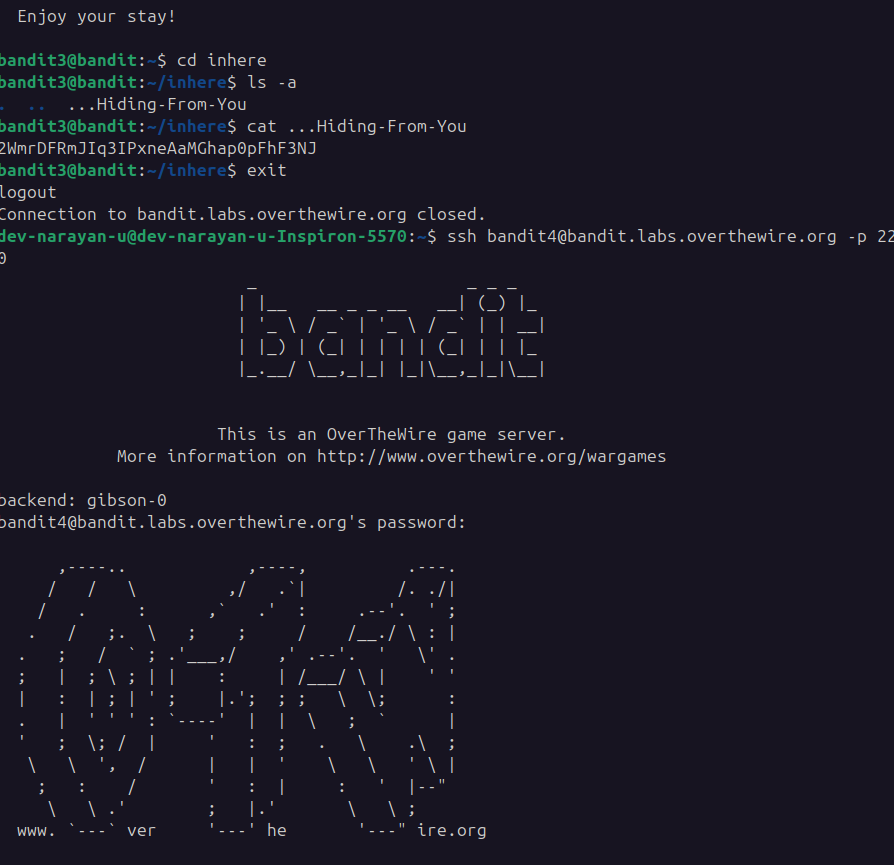 Enjoy your stay!
bandit3@bandit:~$ cd inhere
bandit3@bandit:~/inhere$ ls -a
.  ..  ...Hiding-From-You
bandit3@bandit:~/inhere$ cat ...Hiding-From-You
2WmrDFRmJIq3IPxneAaMGhap0pFhF3NJ
bandit3@bandit:~/inhere$ exit
logout
Connection to bandit.labs.overthewire.org closed.
dev-narayan-u@dev-narayan-u-Inspiron-5570:~$ ssh bandit4@bandit.labs.overthewire.org -p 22
0
bandit
This is an OverTheWire game server.
More information on http://www.overthewire.org/wargames
backend: gibson-0
bandit4@bandit.labs.overthewire.org's password:
www. ver he ire.org